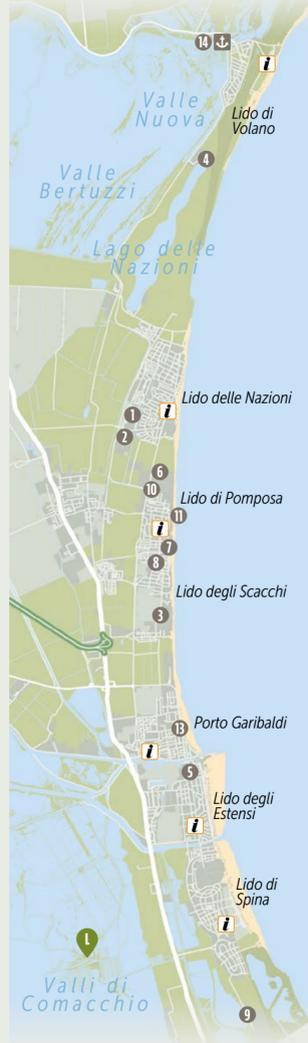 14
i
Valle
Nuova
Lido di
Volano
4
Valle
Bertuzzi
Lago delle
Nazioni
Lido delle Nazioni
i
1
2
6
10
Lido di Pomposa
11
i
7
8
Lido degli Scacchi
3
Porto Garibaldi
13
i
5
Lido degli
Estensi
i
Lido di
Spina
i
1
Valli di
Comacchio
9